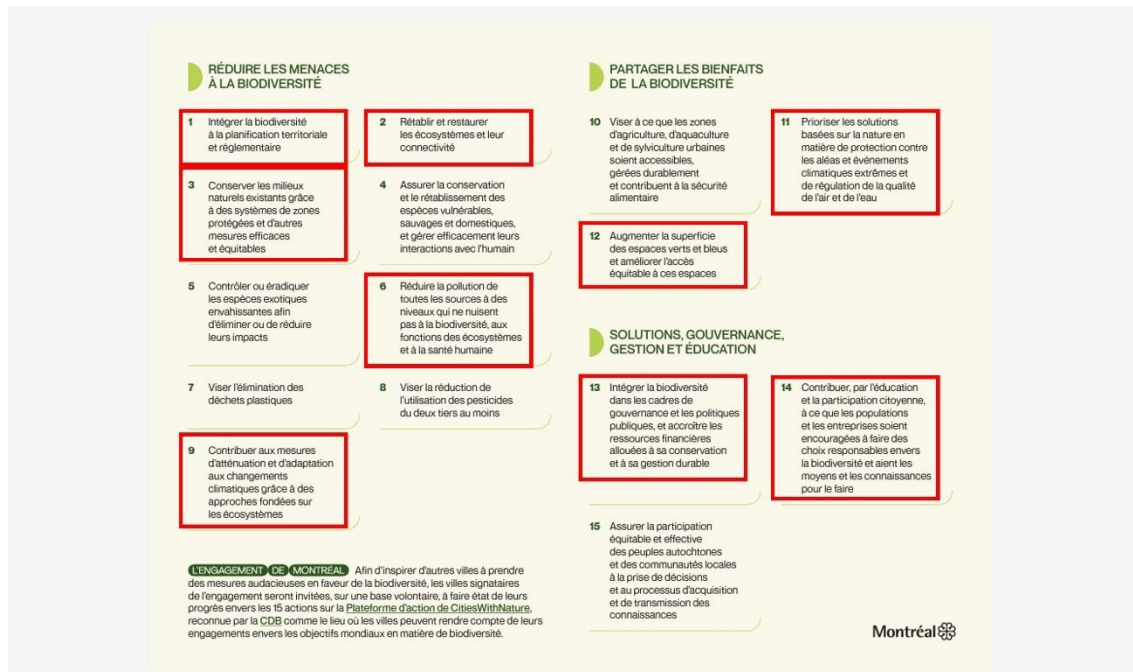 RÉDUIRE LES MENACES
À LA BIODIVERSITÉ
1 Intégrer la biodiversité
à la planification territoriale
et réglementaire
2 Rétablir et restaurer
les écosystèmes et leur
connectivité
3 Conserver les milieux
naturels existants grâce
à des systèmes de zones
protégées et d'autres
mesures efficaces
et équitables
4 Assurer la conservation
et le rétablissement des
espèces vulnérables,
sauvages et domestiques,
et gérer efficacement leurs
interactions avec l'humain
5 Contrôler ou éradiquer
les espèces exotiques
envahissantes afin
d'éliminer ou de réduire
leurs impacts
6 Réduire la pollution de
toutes les sources à des
niveaux qui ne nuisent
pas à la biodiversité, aux
fonctions des écosystèmes
et à la santé humaine
7 Viser l'élimination des
déchets plastiques
8 Viser la réduction de
l'utilisation des pesticides
du deux tiers au moins
9 Contribuer aux mesures
d'atténuation et d'adaptation
aux changements
climatiques grâce à des
approches fondées sur
les écosystèmes
PARTAGER LES BIENFAITS
DE LA BIODIVERSITÉ
10 Viser à ce que les zones
d'agriculture, d'aquaculture
et de sylviculture urbaines
soient accessibles,
gérées durablement
et contribuent à la sécurité
alimentaire
11 Prioriser les solutions
basées sur la nature en
matière de protection contre
les aléas et événements
climatiques extrêmes et
de régulation de la qualité
de l'air et de l'eau
12 Augmenter la superficie
des espaces verts et bleus
et améliorer l'accès
équitable à ces espaces
SOLUTIONS, GOUVERNANCE,
GESTION ET ÉDUCATION
13 Intégrer la biodiversité
dans les cadres de
gouvernance et les politiques
publiques, et accroître les
ressources financières
allouées à sa conservation
et à sa gestion durable
14 Contribuer, par l'éducation
et la participation citoyenne,
à ce que les populations
et les entreprises soient
encouragées à faire des
choix responsables envers
la biodiversité et aient les
moyens et les connaissances
pour le faire
15 Assurer la participation
équitable et effective
des peuples autochtones
et des communautés locales
à la prise de décisions
et au processus d'acquisition
et de transmission des
connaissances
L'ENGAGEMENT DE MONTRÉAL Afin d'inspirer d'autres villes à prendre
des mesures audacieuses en faveur de la biodiversité, les villes signataires
de l'engagement seront invitées, sur une base volontaire, à faire état de leurs
progrès envers les 15 actions sur la Plateforme d'action de CitiesWithNature,
reconnue par la CDB comme le lieu où les villes peuvent rendre compte de leurs
engagements envers les objectifs mondiaux en matière de biodiversité.
Montréal